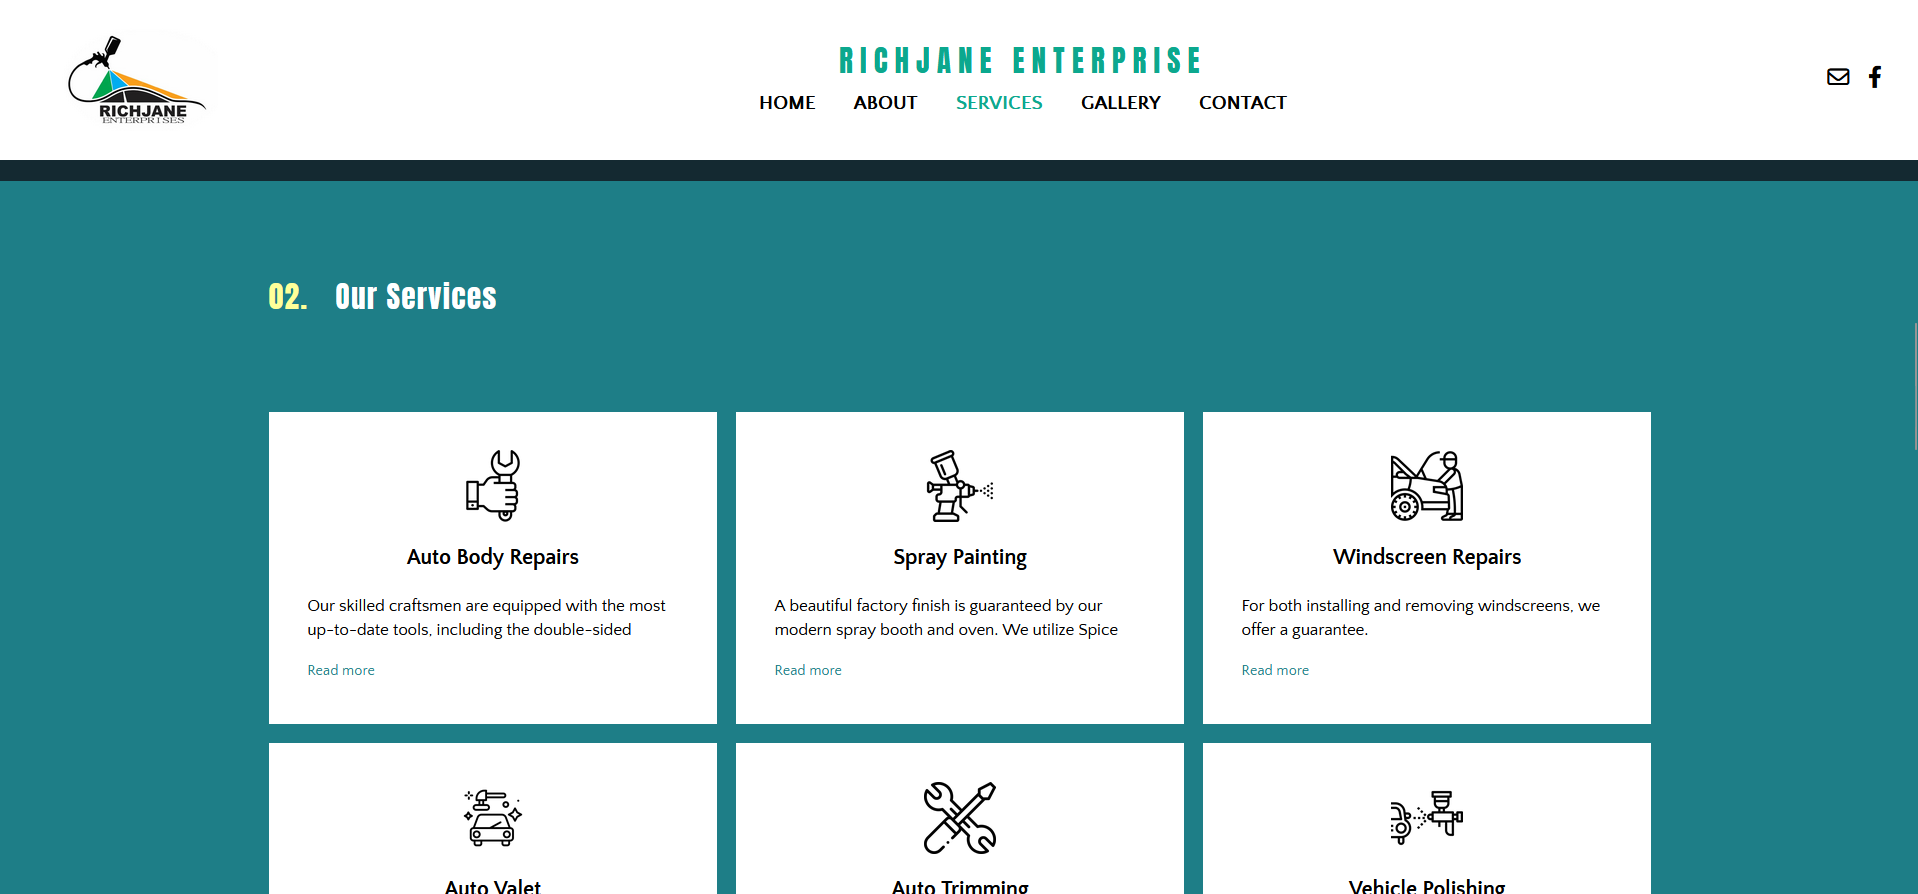 RICHJANE
ENTERPRISES
RICHJANE ENTERPRISE
HOME ABOUT SERVICES GALLERY CONTACT
02. Our Services
Auto Body Repairs
Our skilled craftsmen are equipped with the most
up-to-date tools, including the double-sided
Read more
Spray Painting
A beautiful factory finish is guaranteed by our
modern spray booth and oven. We utilize Spice
Read more
Windscreen Repairs
For both installing and removing windscreens, we
offer a guarantee.
Read more
Auto Valet
Auto Trimming
Vehicle Polishing